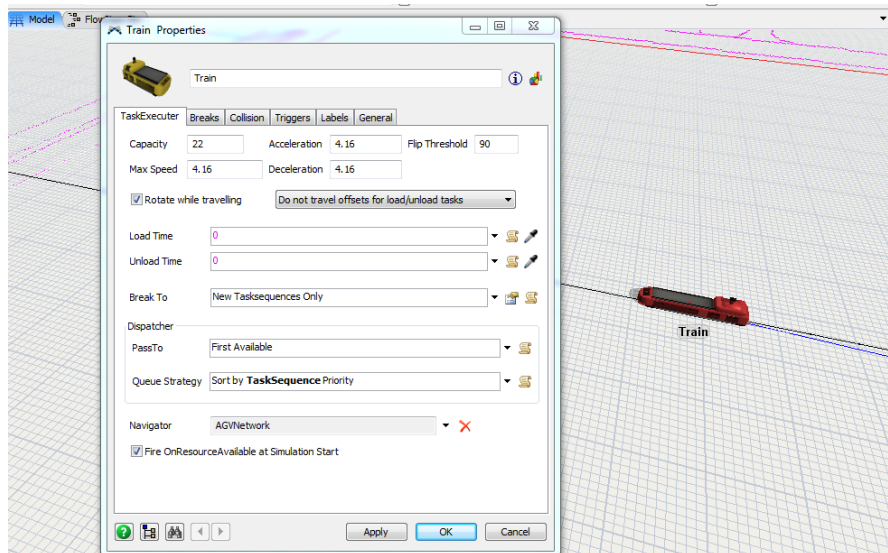 Model
Train Properties
Train
TaskExecuter Breaks Collision Triggers Labels General
Capacity 22 Acceleration 4.16 Flip Threshold 90
Max Speed 4.16 Deceleration 4.16
Rotate while travelling Do not travel offsets for load/unload tasks
Load Time 0
Unload Time 0
Break To New Tasksequences Only
Dispatcher
PassTo First Available
Queue Strategy Sort by TaskSequence Priority
Navigator AGVNetwork
Fire OnResourceAvailable at Simulation Start
Apply OK Cancel
Train